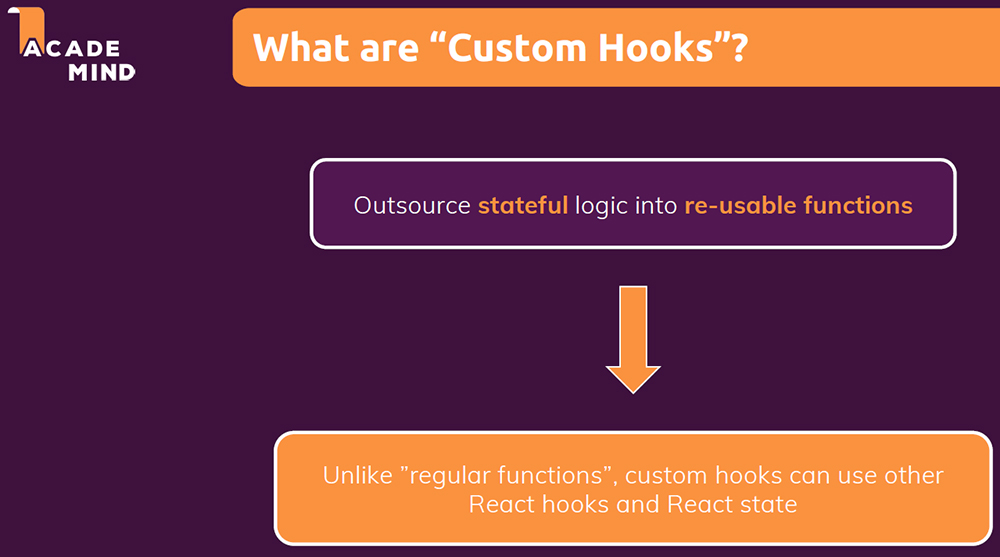 ACADE
MIND
What are “Custom Hooks”?
Outsource stateful logic into re-usable functions
Unlike ”regular functions”, custom hooks can use other
React hooks and React state